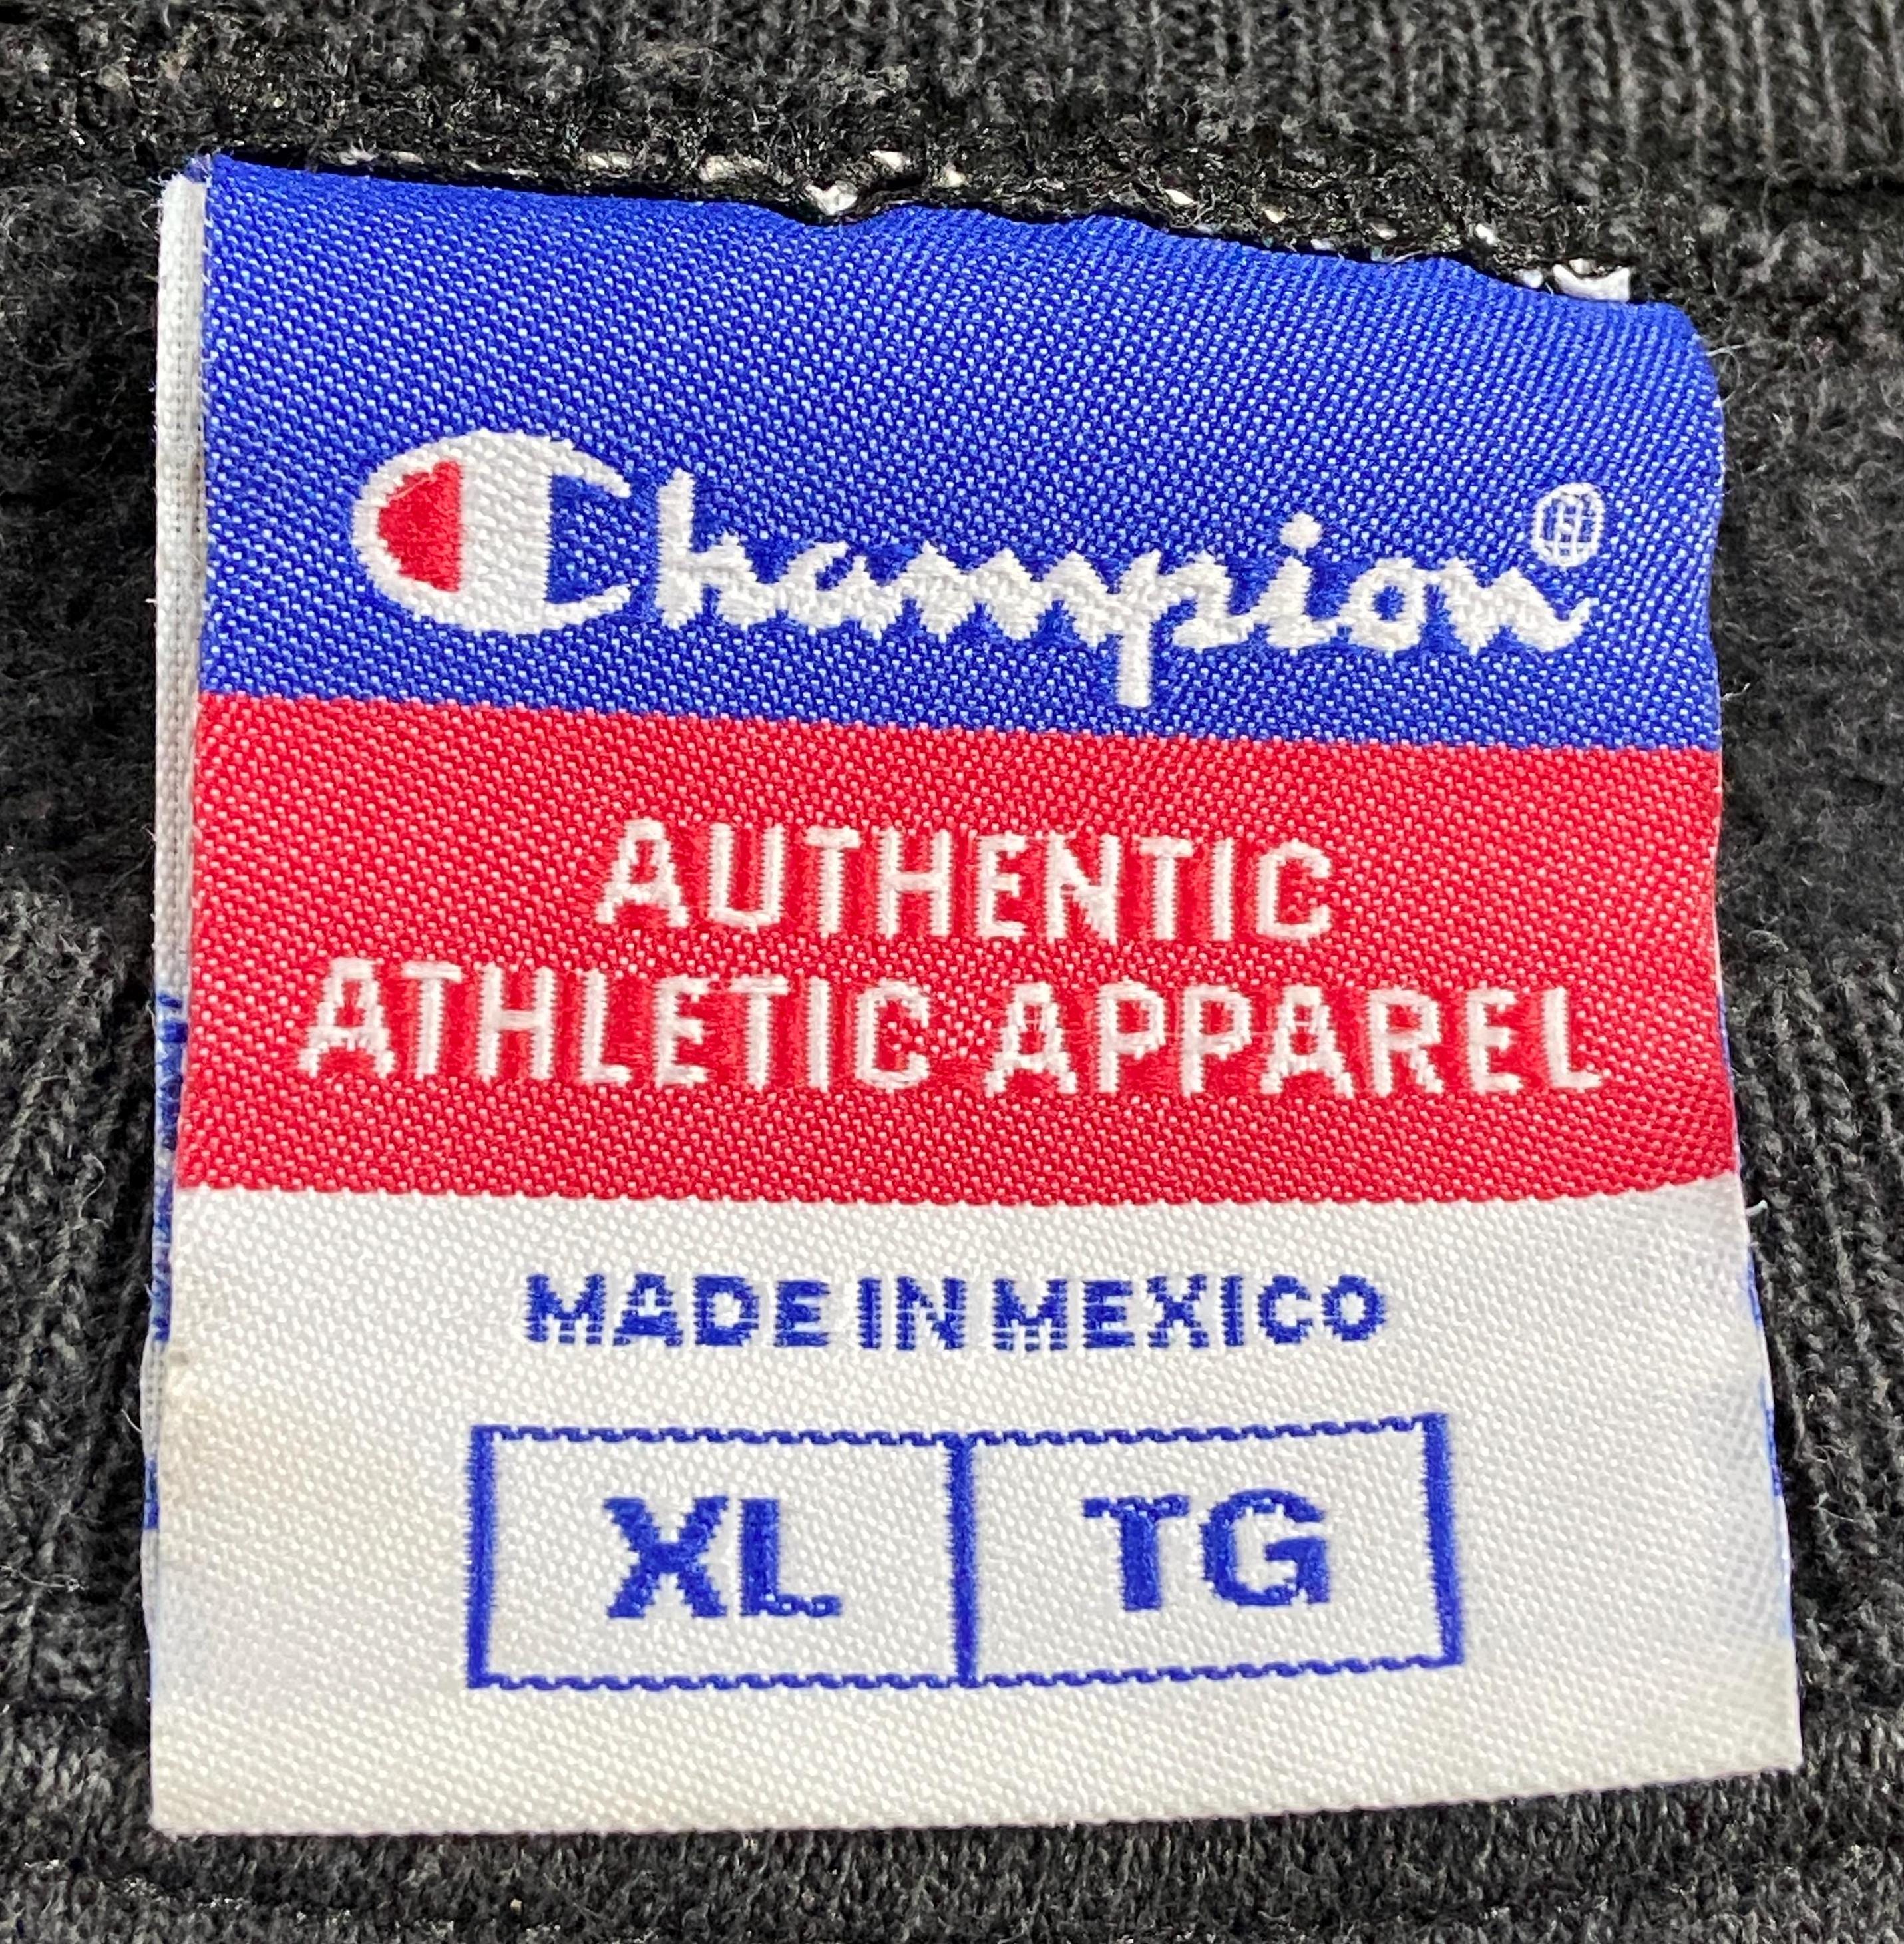 Champion®
AUTHENTIC
ATHLETIC APPAREL
MADE IN MEXICO
XL TG